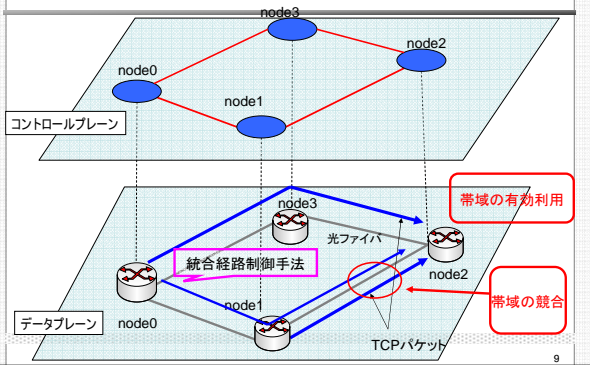 node3
node2
node0
node1
コントロールプレーン
帯域の有効利用
node3
光ファイバ
統合経路制御手法
node2
node1
帯域の競合
データプレーン
node0
TCPパケット
9